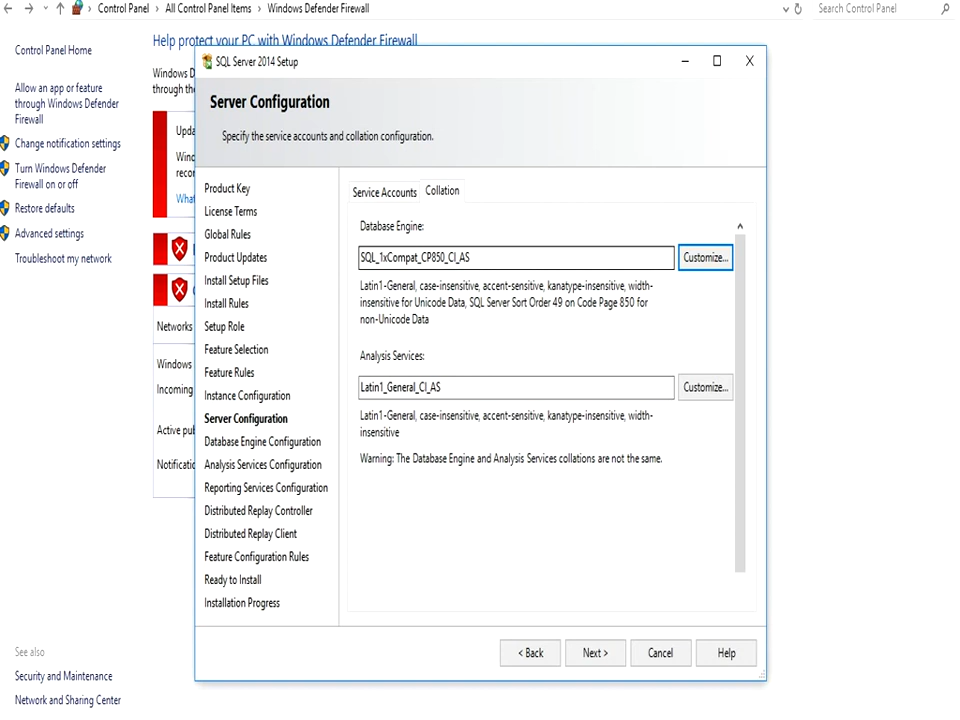 Control Panel > All Control Panel Items > Windows Defender Firewall
Search Control Panel
Control Panel Home
Allow an app or feature
through Windows Defender
Firewall
Change notification settings
Turn Windows Defender
Firewall on or off
Restore defaults
Advanced settings
Troubleshoot my network
See also
Security and Maintenance
Network and Sharing Center
Help protect your PC with Windows Defender Firewall
Windows D
through the
Upda
Wind
recor
What
Networks
Windows
Incoming
Active pub
Notificatio
SQL Server 2014 Setup
Server Configuration
Specify the service accounts and collation configuration.
Product Key
License Terms
Global Rules
Product Updates
Install Setup Files
Install Rules
Setup Role
Feature Selection
Feature Rules
Instance Configuration
Server Configuration
Database Engine Configuration
Analysis Services Configuration
Reporting Services Configuration
Distributed Replay Controller
Distributed Replay Client
Feature Configuration Rules
Ready to Install
Installation Progress
Service Accounts
Collation
Database Engine:
SQL_1xCompat_CP850_CI_AS
Customize...
Latin1-General, case-insensitive, accent-sensitive, kanatype-insensitive, width-
insensitive for Unicode Data, SQL Server Sort Order 49 on Code Page 850 for
non-Unicode Data
Analysis Services:
Latin1_General_CI_AS
Customize...
Latin1-General, case-insensitive, accent-sensitive, kanatype-insensitive, width-
insensitive
Warning: The Database Engine and Analysis Services collations are not the same.
< Back
Next >
Cancel
Help